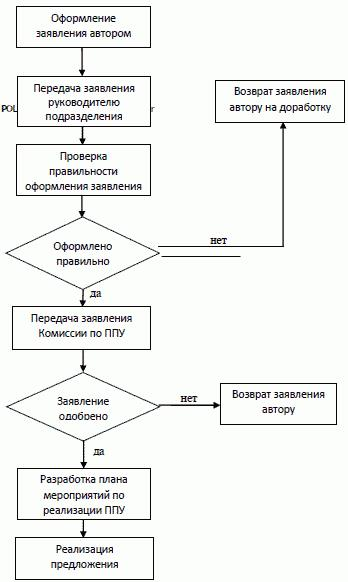 Оформление
заявления автором
Передача заявления
руководителю
подразделения
POL
r
Возврат заявления
автору на доработку
Проверка
правильности
оформления заявления
Оформлено
правильно
нет
да
Передача заявления
Комиссии по ППУ
Заявление
одобрено
нет
Возврат заявления
автору
да
Разработка плана
мероприятий по
реализации ППУ
Реализация
предложения